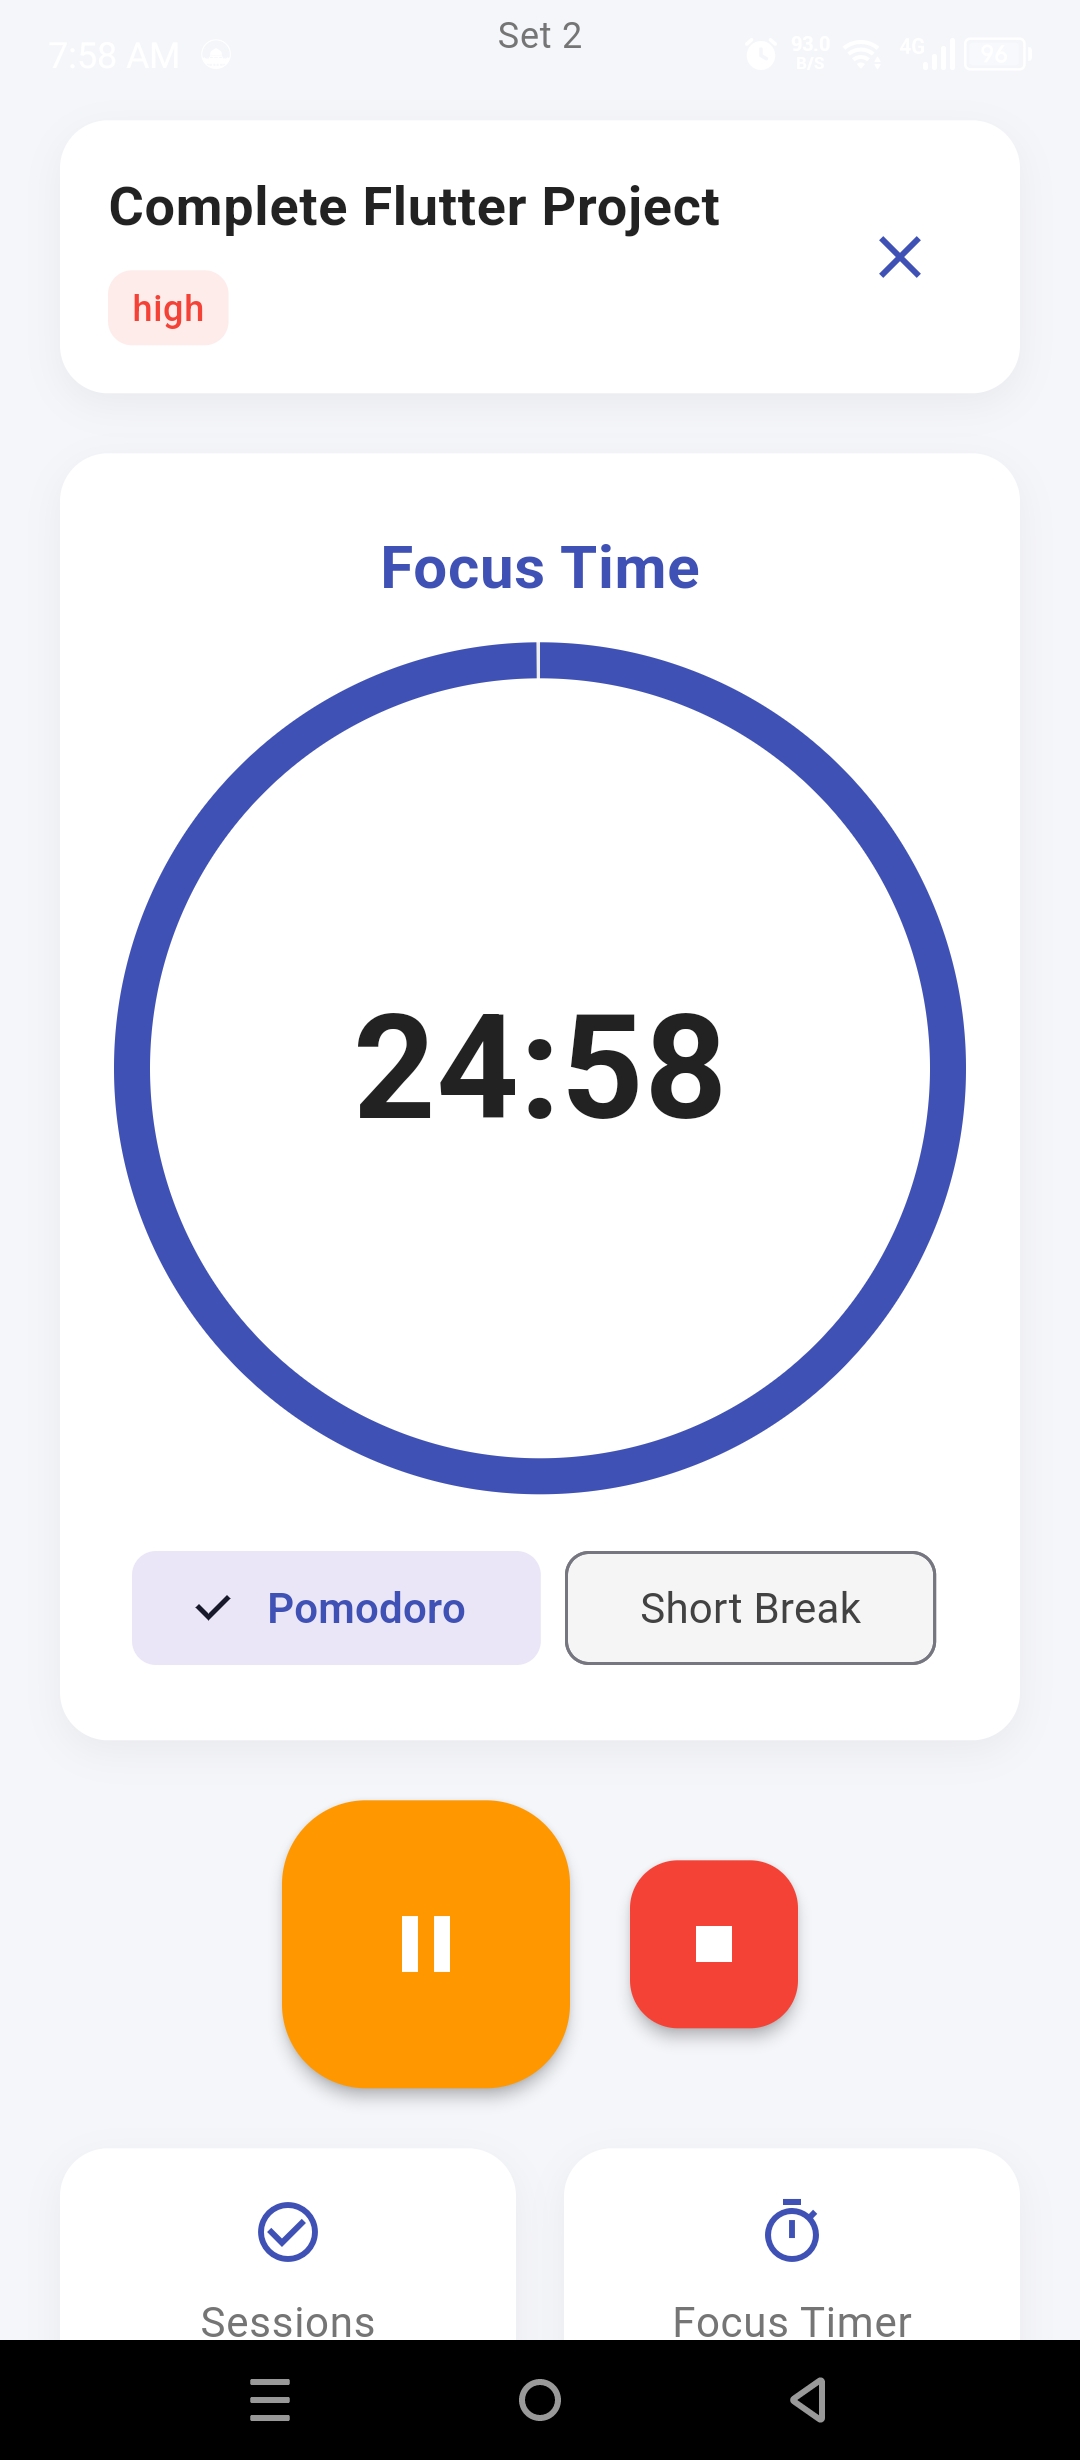 Set 2
7:58 AM
93.0
B/S
4G
96
Complete Flutter Project
high
Focus Time
24:58
Pomodoro
Short Break
Sessions
Focus Timer